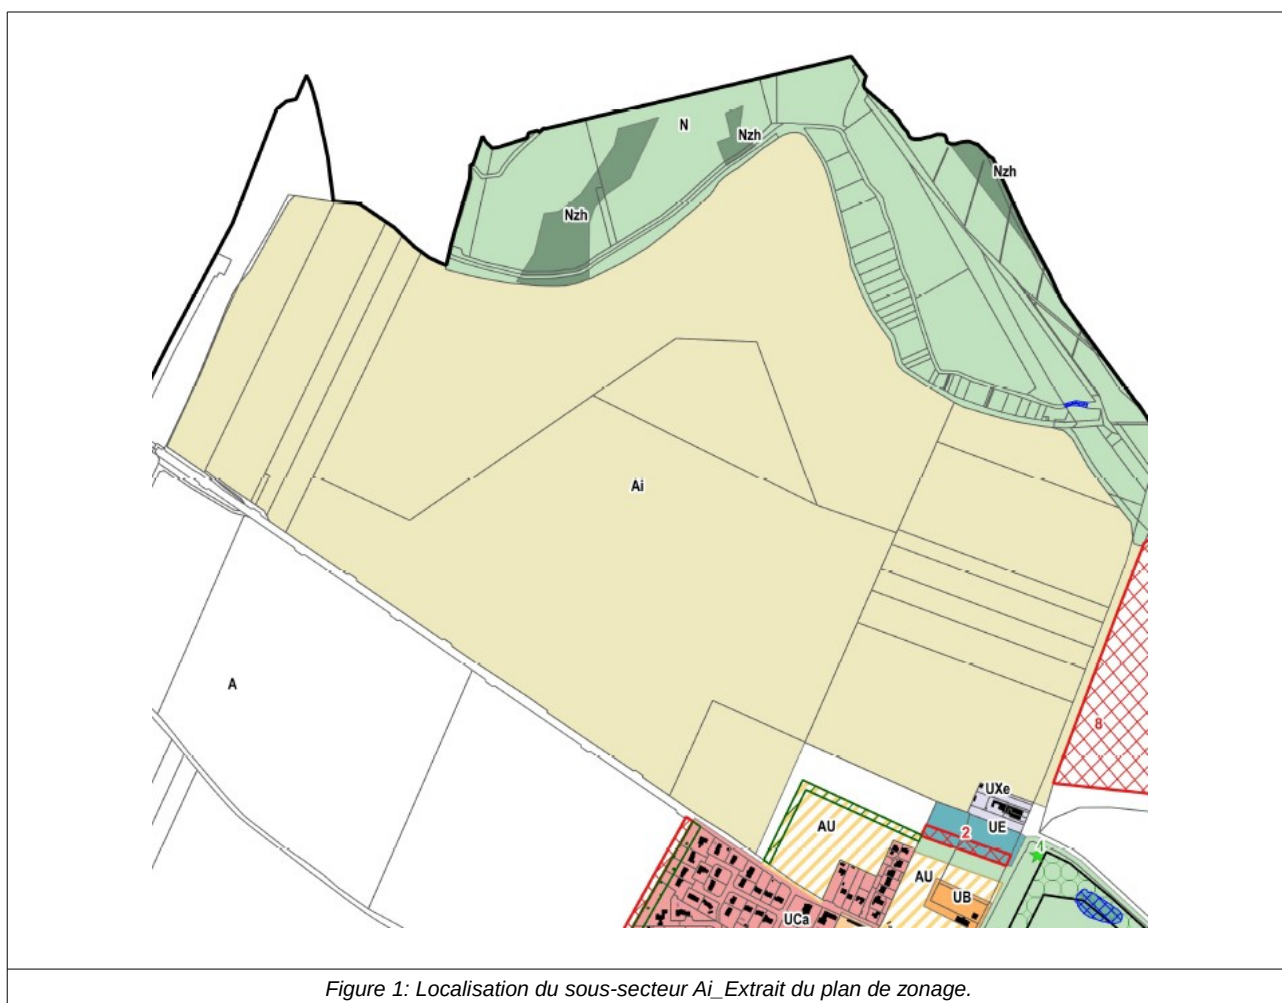 N
Nzh
Nzh
Nzh
Ai
A
8
UXe
AU
2
UE
4
AU
UB
UCa
Figure 1: Localisation du sous-secteur Ai_Extrait du plan de zonage.